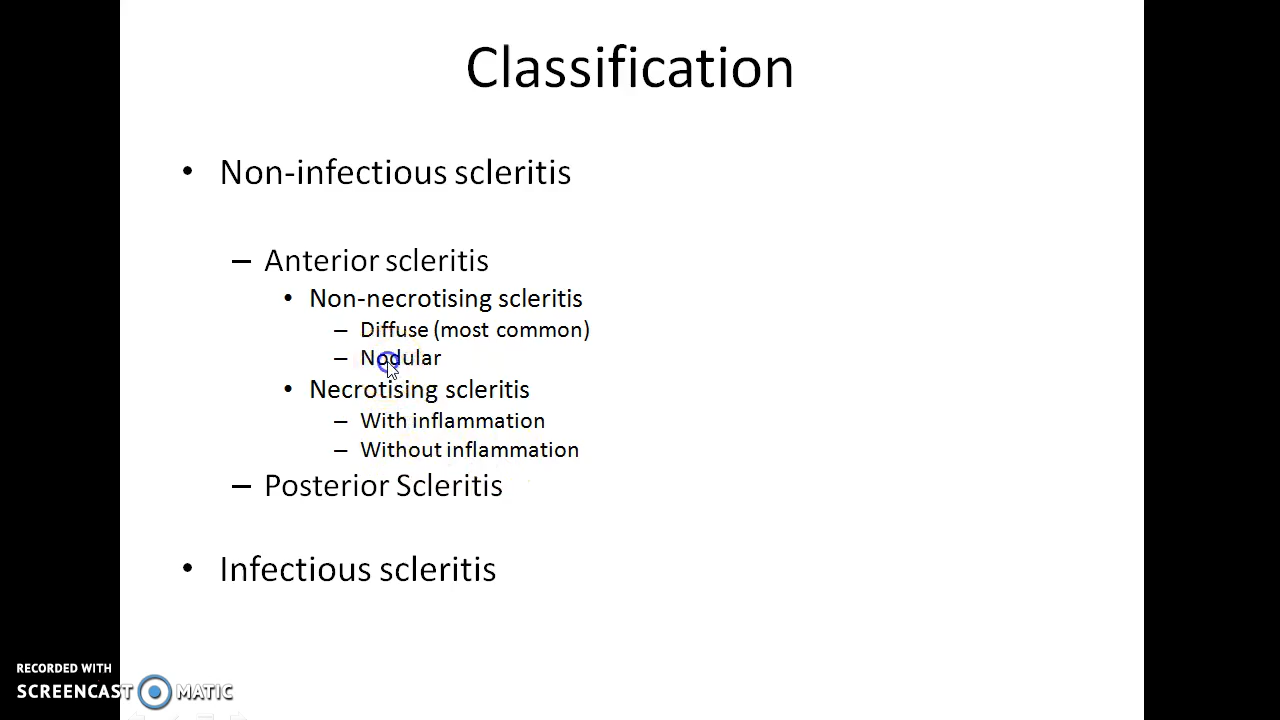 Classification
• Non-infectious scleritis
– Anterior scleritis
• Non-necrotising scleritis
– Diffuse (most common)
– Nodular
• Necrotising scleritis
– With inflammation
– Without inflammation
– Posterior Scleritis
• Infectious scleritis
RECORDED WITH
SCREENCAST MATIC